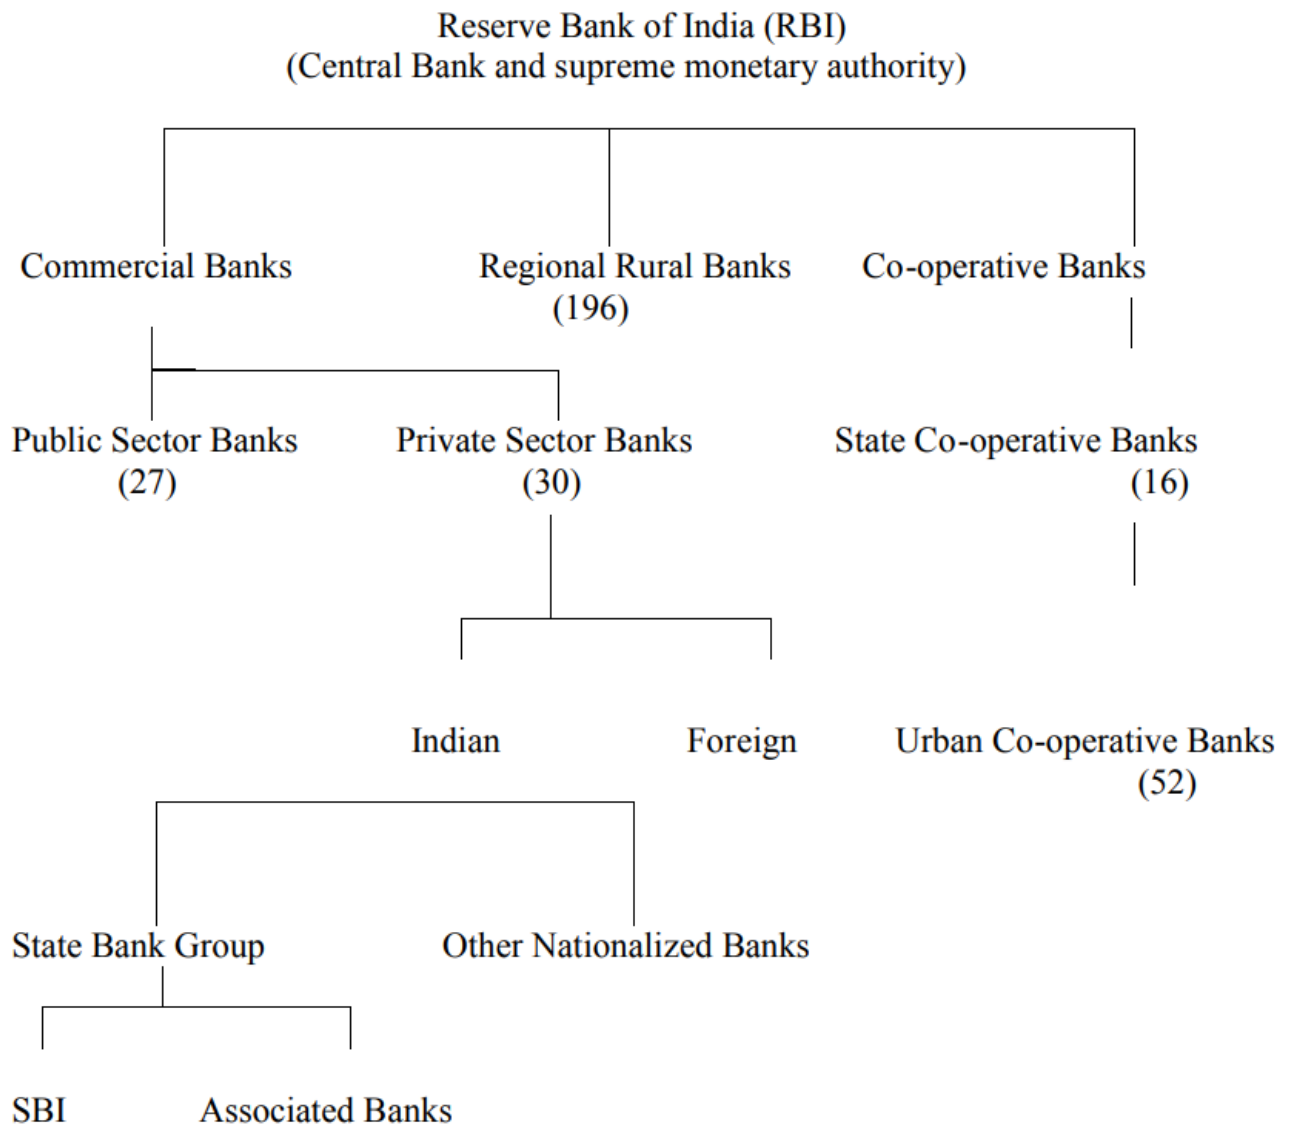 Reserve Bank of India (RBI)
(Central Bank and supreme monetary authority)
Commercial Banks
Regional Rural Banks
(196)
Co-operative Banks
Public Sector Banks
(27)
Private Sector Banks
(30)
State Co-operative Banks
(16)
Indian
Foreign
Urban Co-operative Banks
(52)
State Bank Group
Other Nationalized Banks
SBI
Associated Banks